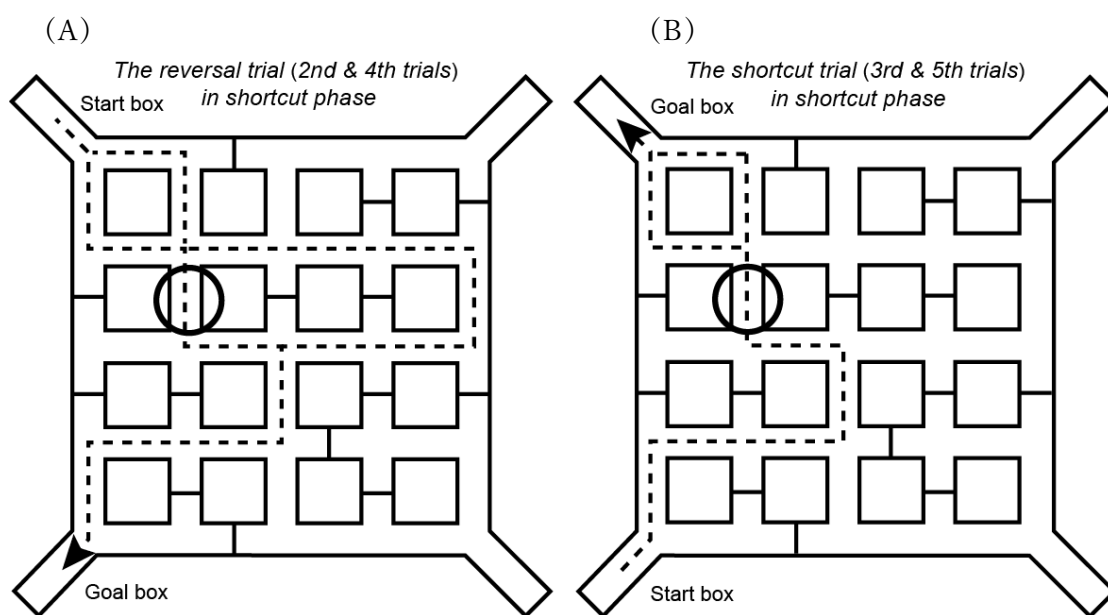 (A)
The reversal trial (2nd & 4th trials)
in shortcut phase
Start box
Goal box
(B)
The shortcut trial (3rd & 5th trials)
in shortcut phase
Goal box
Start box